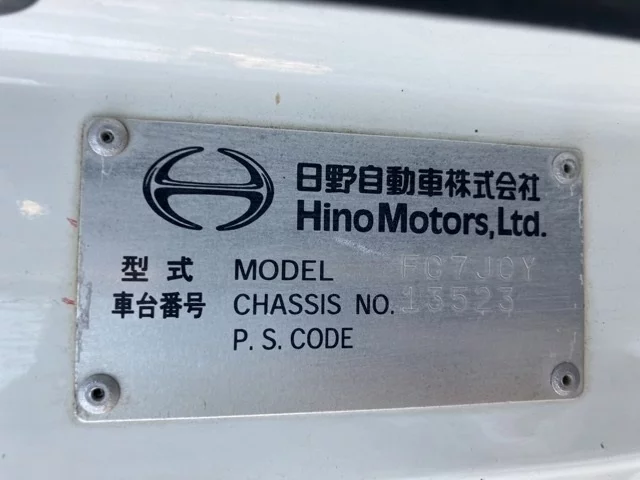 日野自動車株式会社
Hino Motors, Ltd.
型式 MODEL FC7JCY
車台番号 CHASSIS NO. 13523
P. S. CODE